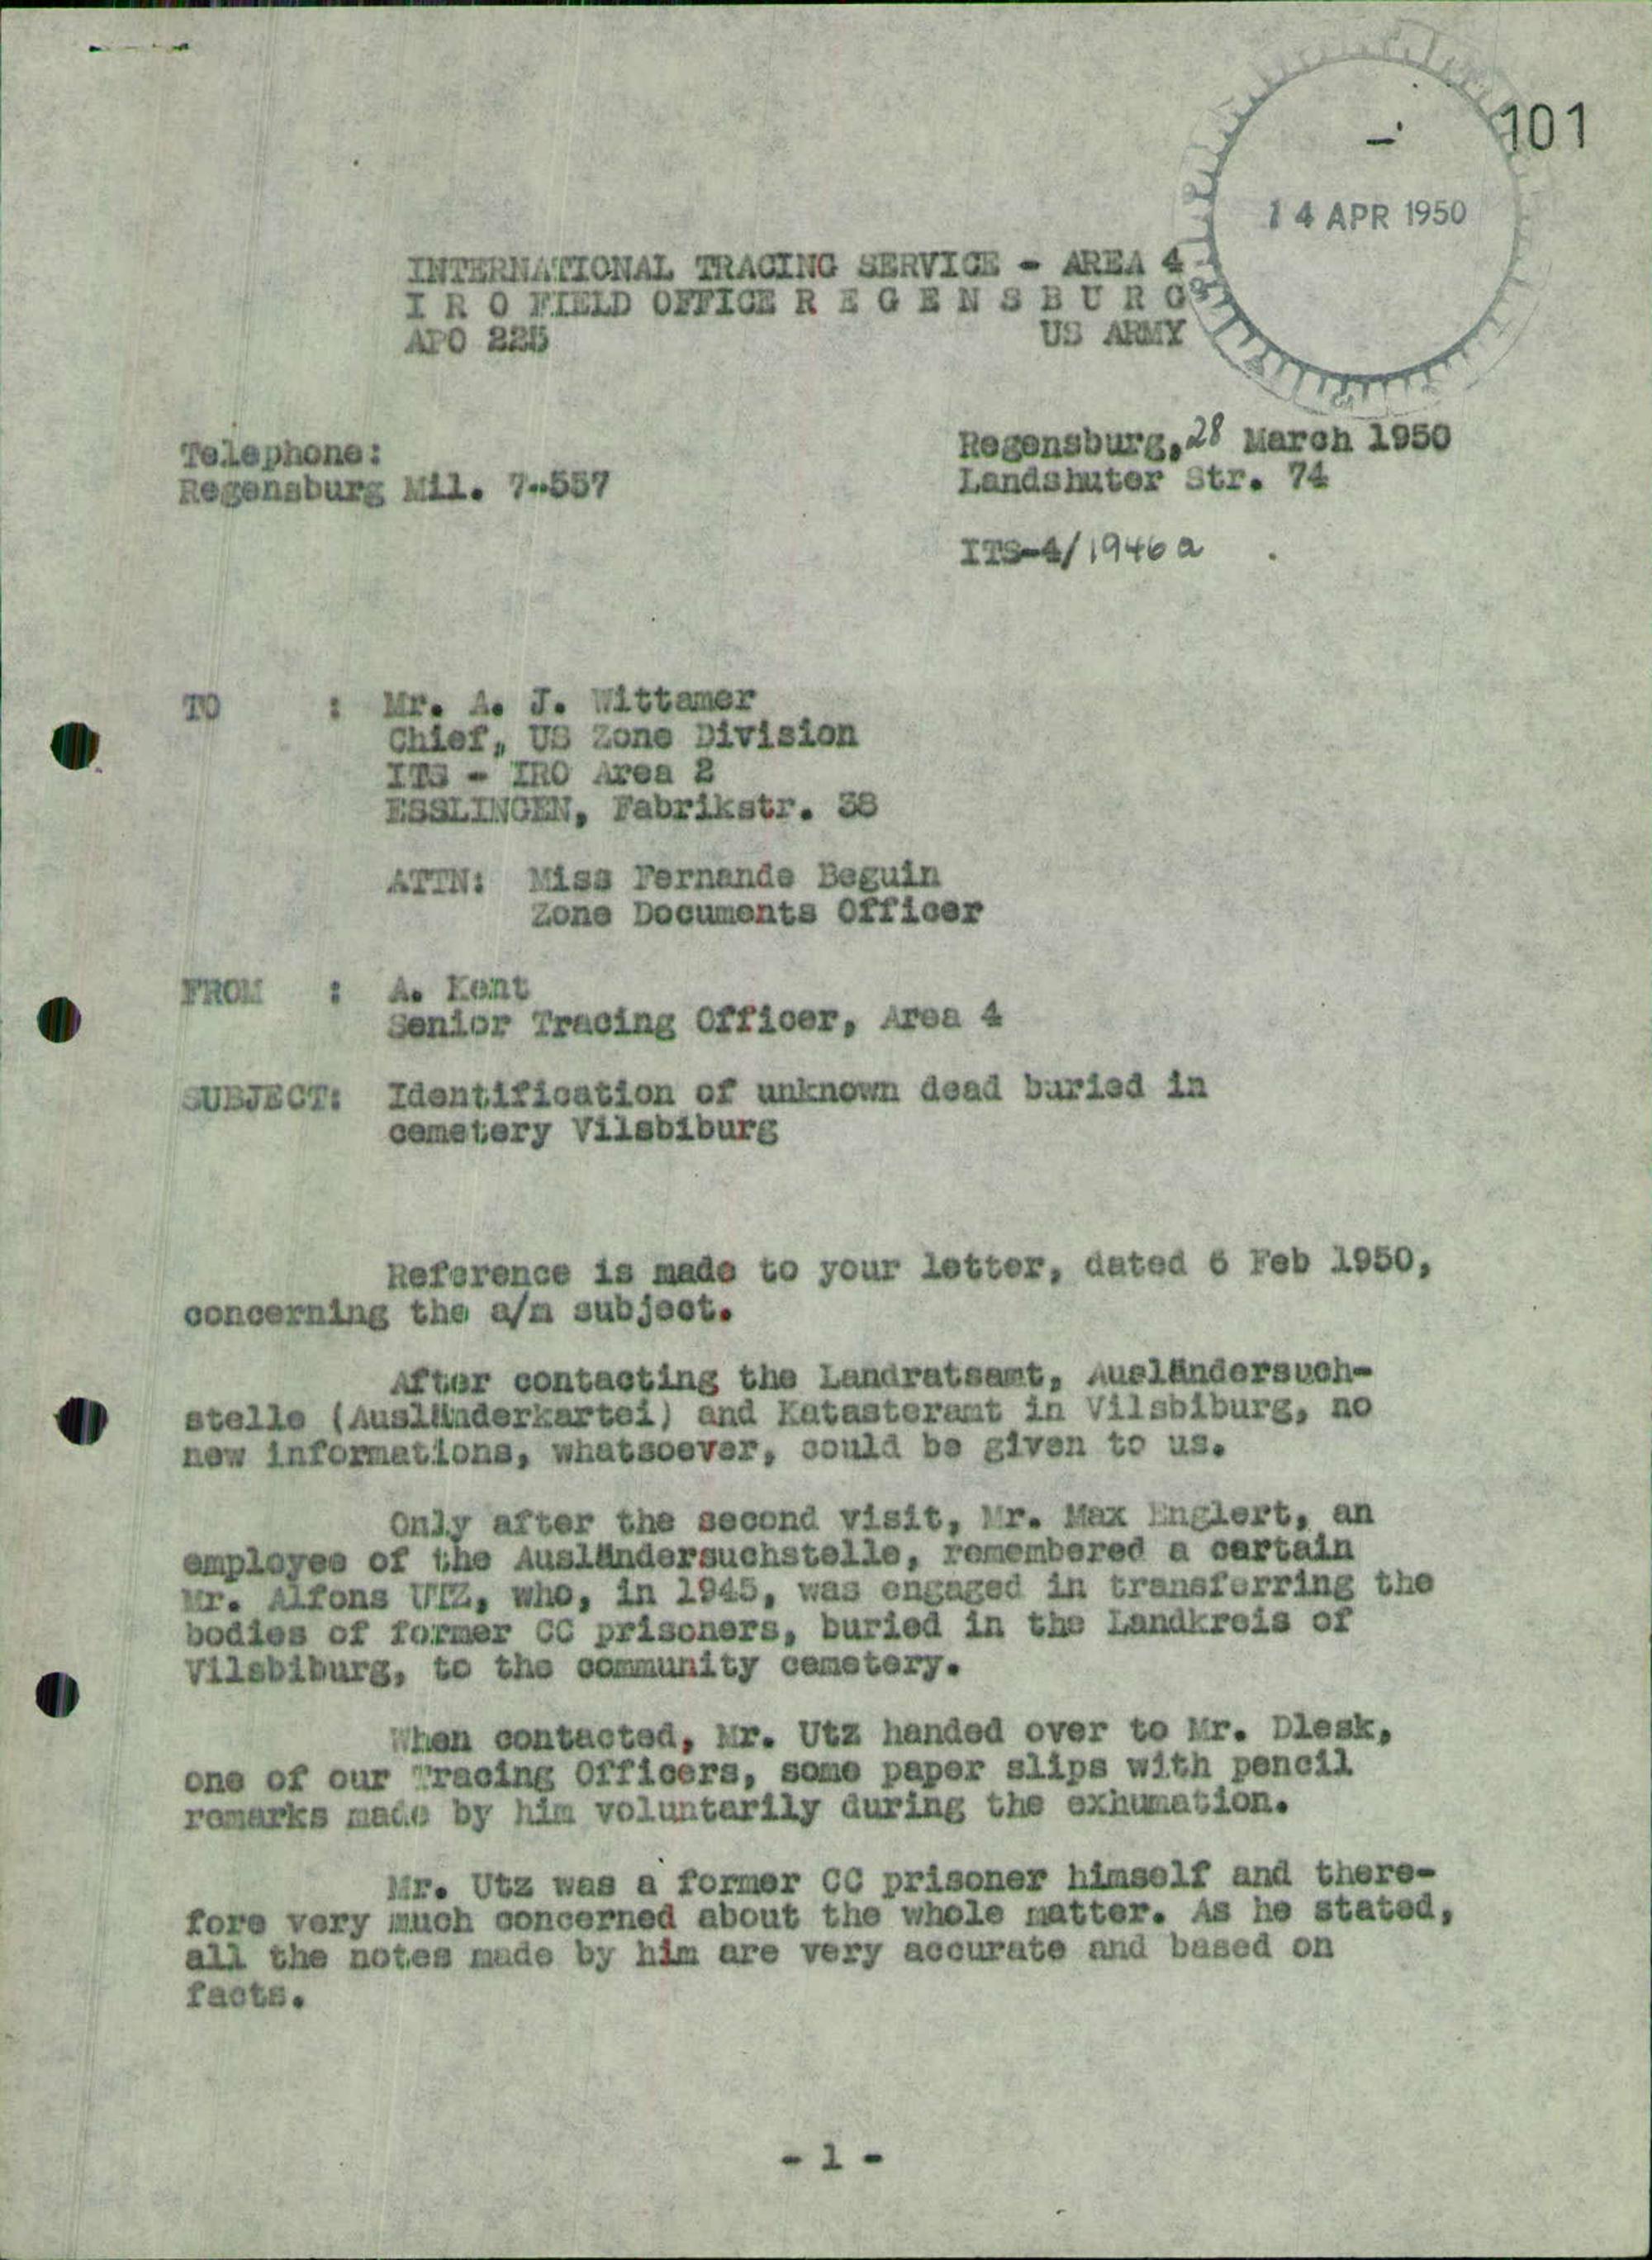 101
14 APR 1950
INTERNATIONAL TRACING SERVICE - AREA 4
I R O FIELD OFFICE R E G E N S B U R G
APO 225 US ARMY
Telephone:
Regensburg Mil. 7-557
Regensburg, 28 March 1950
Landshuter Str. 74
ITS-4/1946a
TO : Mr. A. J. Wittamer
Chief, US Zone Division
ITS - IRO Area 2
ESSLINGEN, Fabrikstr. 38
ATTN: Miss Fernande Beguin
Zone Documents Officer
FROM : A. Kent
Senior Tracing Officer, Area 4
SUBJECT: Identification of unknown dead buried in
cemetery Vilsbiburg
Reference is made to your letter, dated 6 Feb 1950,
concerning the a/m subject.
After contacting the Landratsamt, Ausländersuch-
stelle (Ausländerkartei) and Katasteramt in Vilsbiburg, no
new informations, whatsoever, could be given to us.
Only after the second visit, Mr. Max Englert, an
employee of the Ausländersuchstelle, remembered a certain
Mr. Alfons UTZ, who, in 1945, was engaged in transferring the
bodies of former CC prisoners, buried in the Landkreis of
Vilsbiburg, to the community cemetery.
When contacted, Mr. Utz handed over to Mr. Dlesk,
one of our Tracing Officers, some paper slips with pencil
remarks made by him voluntarily during the exhumation.
Mr. Utz was a former CC prisoner himself and there-
fore very much concerned about the whole matter. As he stated,
all the notes made by him are very accurate and based on
facts.
- 1 -